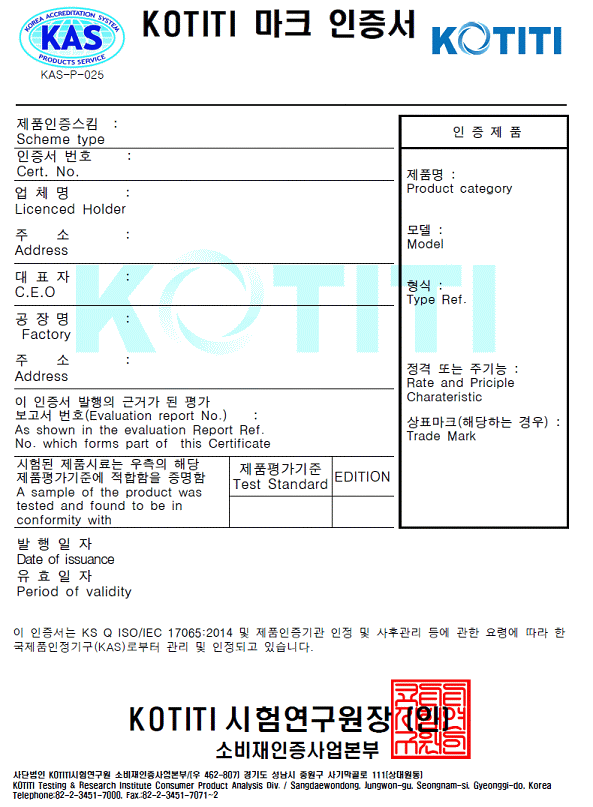 KOREA ACCREDITATION SYSTEM
KAS
PRODUCTS SERVICE
KAS-P-025
KOTITI 마크 인증서
KOTITI
제품인증스킴 :
Scheme type
인증서 번호 :
Cert. No.
업 체 명 :
Licenced Holder
주 소 :
Address
대 표 자 :
C.E.O
공 장 명 :
Factory
주 소 :
Address
이 인증서 발행의 근거가 된 평가
보고서 번호(Evaluation report No.) :
As shown in the evaluation Report Ref.
No. which forms part of this Certificate
시험된 제품시료는 우측의 해당
제품평가기준에 적합함을 증명함
A sample of the product was
tested and found to be in
conformity with
제품평가기준
Test Standard
EDITION
인 증 제 품
제품명 :
Product category
모델 :
Model
형식 :
Type Ref.
정격 또는 주기능 :
Rate and Priciple
Charateristic
상표마크(해당하는 경우) :
Trade Mark
KOTITI
발 행 일 자
Date of issuance
유 효 일 자
Period of validity
이 인증서는 KS Q ISO/IEC 17065:2014 및 제품인증기관 인정 및 사후관리 등에 관한 요령에 따라 한
국제품인정기구(KAS)로부터 관리 및 인정되고 있습니다.
KOTITI 시험연구원장 (인)
소비재인증사업본부
사단법인 KOTITI시험연구원 소비재인증사업본부/(우 462-807) 경기도 성남시 중원구 사기막골로 111(상대원동)
KOTITI Testing & Research Institute Consumer Product Analysis Div. / Sangdaewondong, Jungwon-gu, Seongnam-si, Gyeonggi-do, Korea
Telephone:82-2-3451-7000, Fax:82-2-3451-7071~2